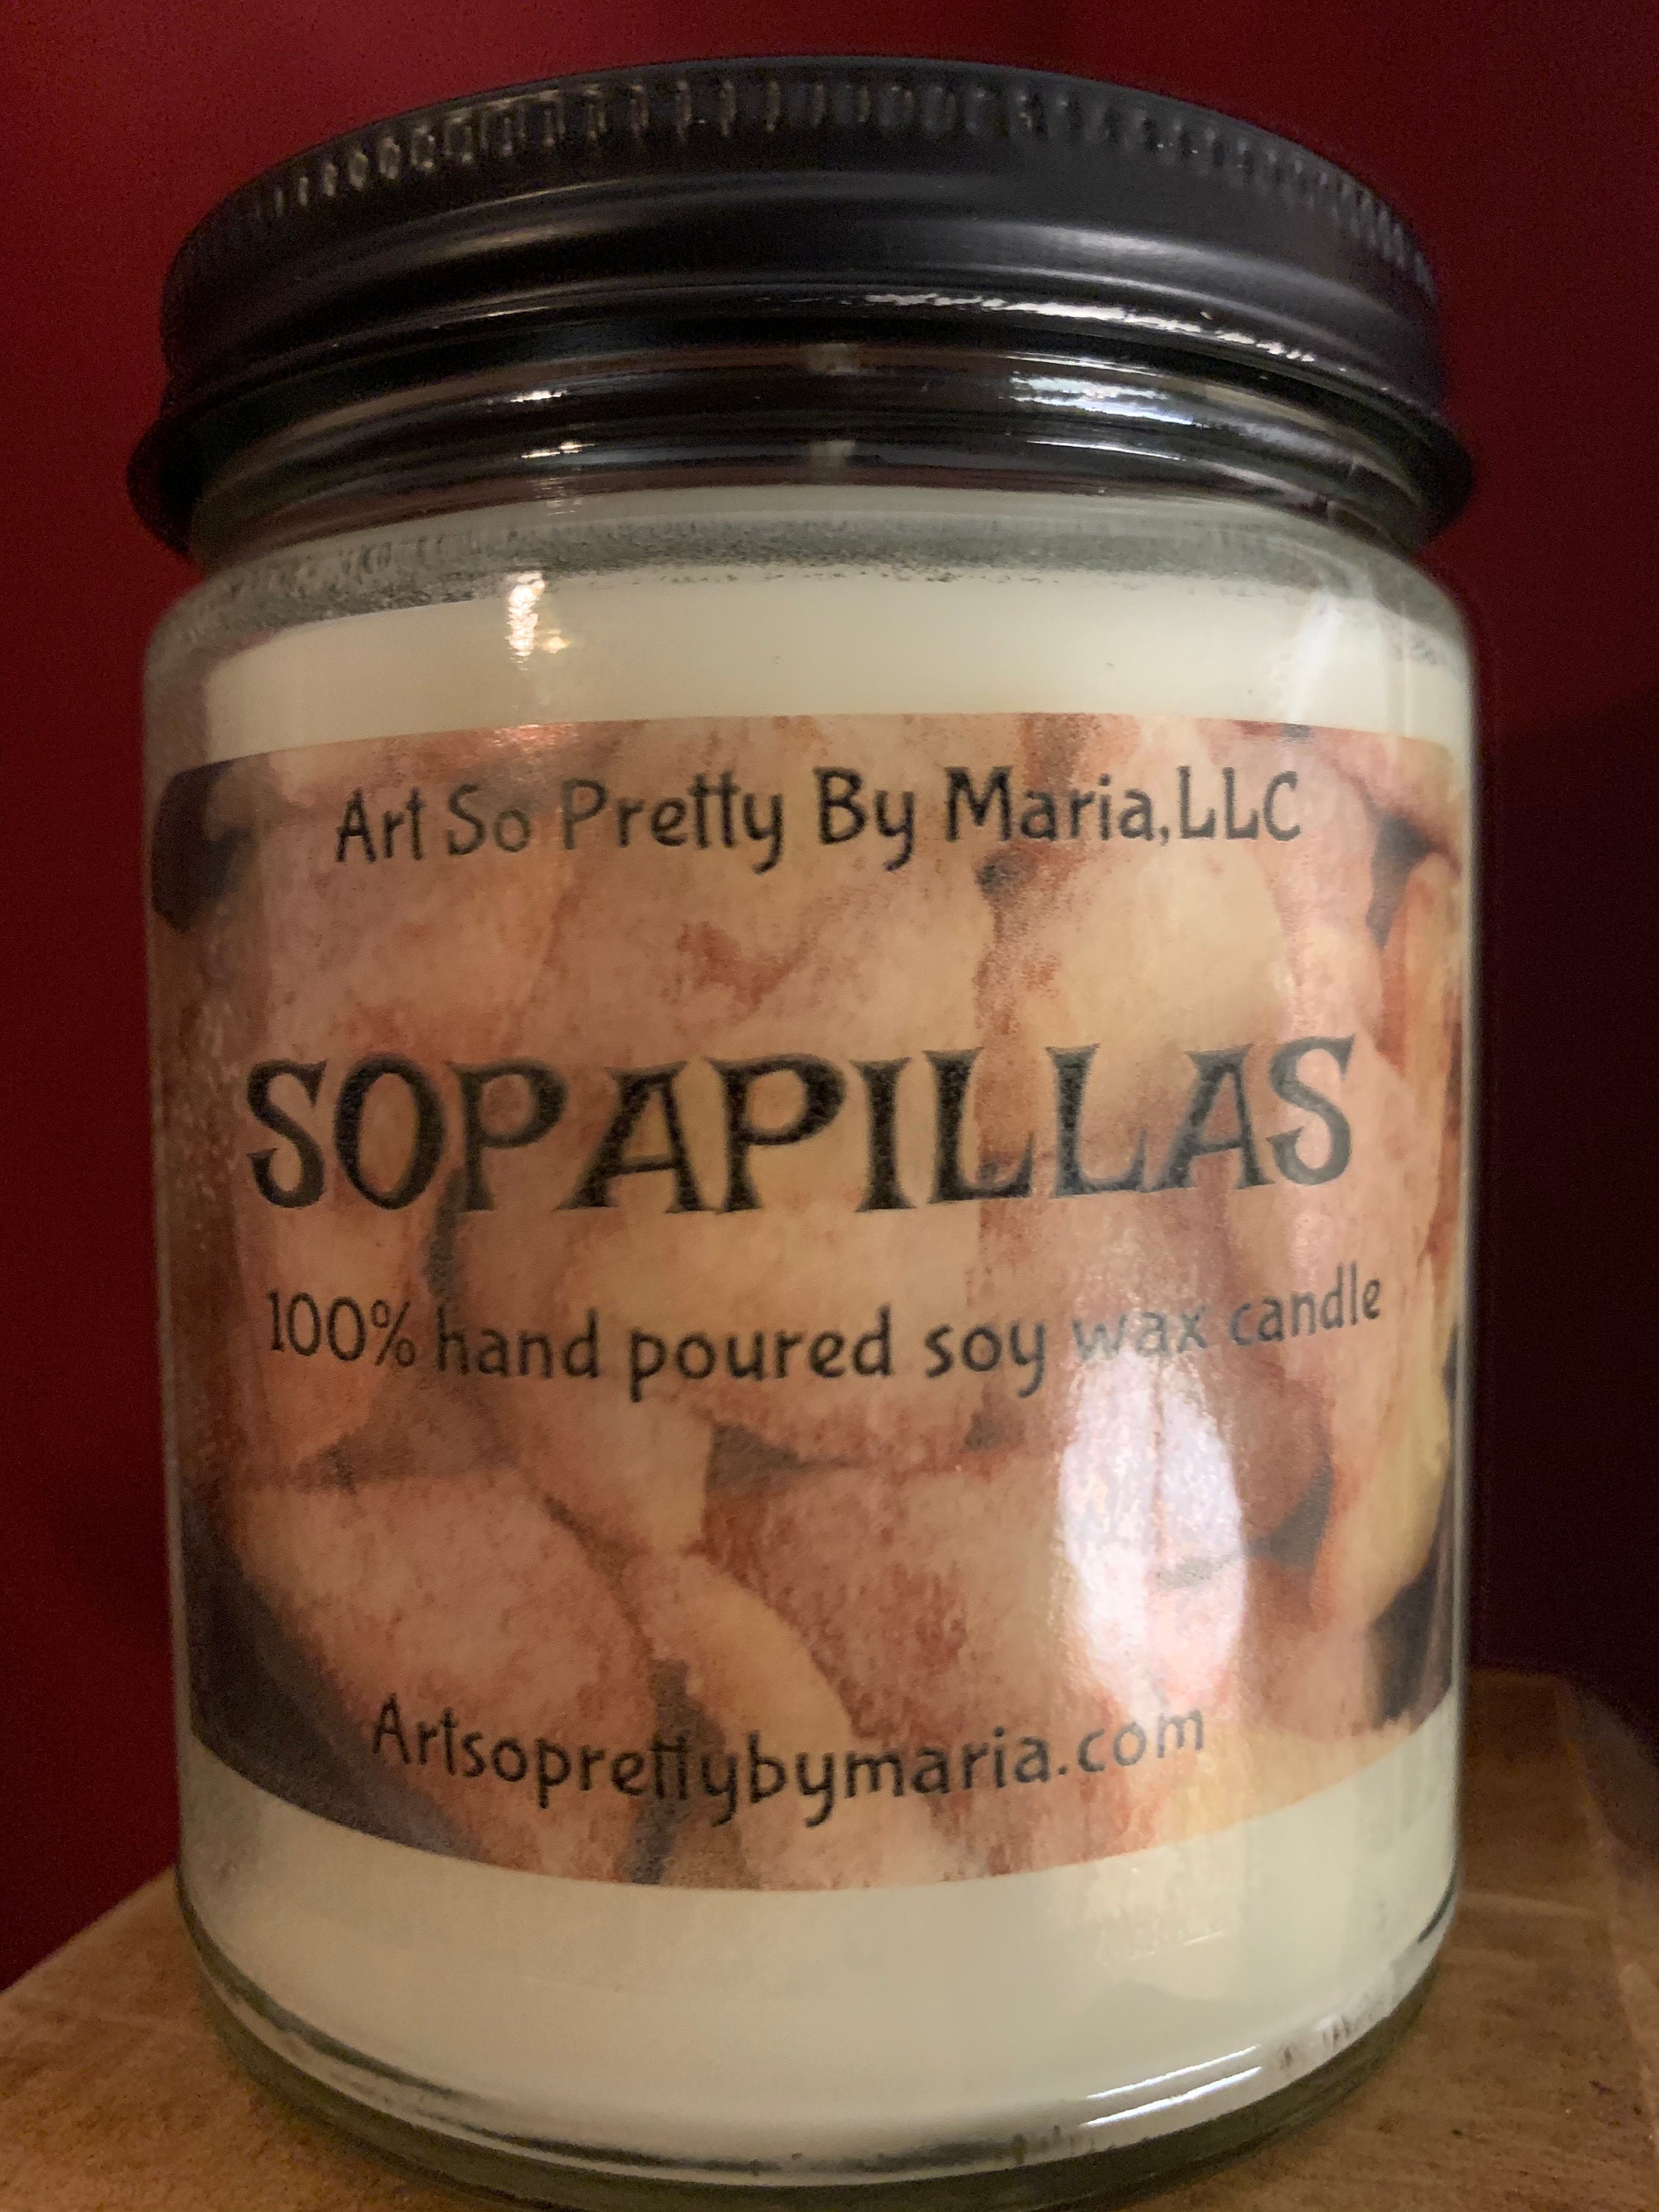 Art So Pretty By Maria,LLC
SOPAPILLAS
100% hand poured soy wax candle
Artsoprettybymaria.com